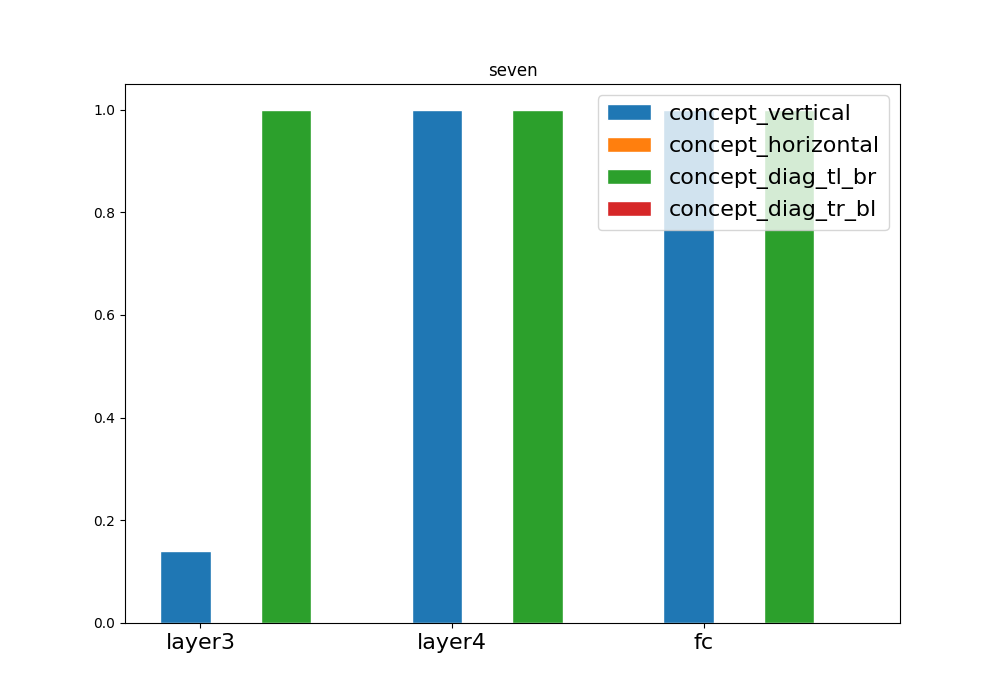 seven
1.0
0.8
0.6
0.4
0.2
0.0
concept_vertical
concept_horizontal
concept_diag_tl_br
concept_diag_tr_bl
layer3
layer4
fc